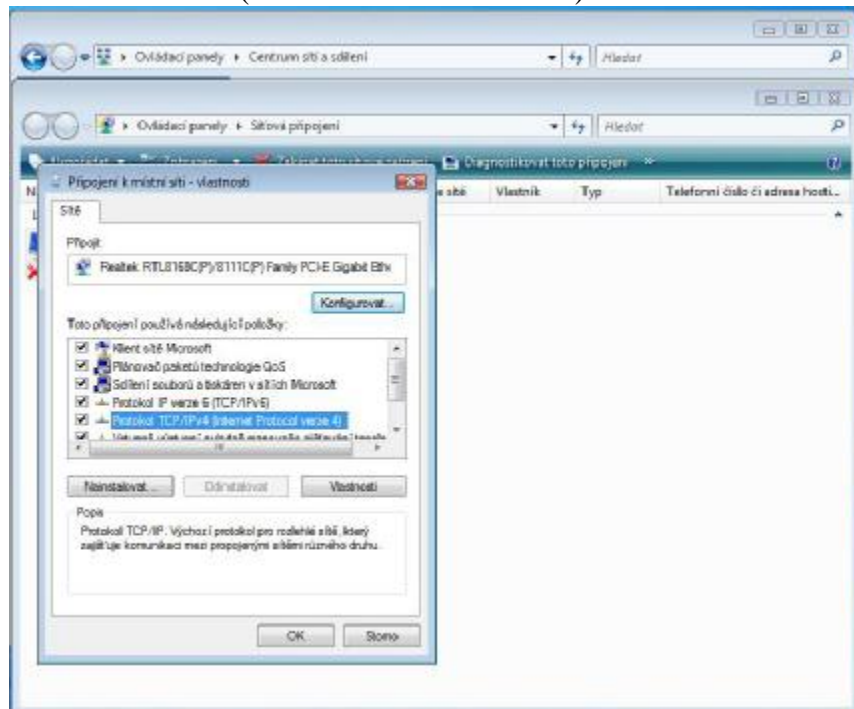 Ovládací panely ▸ Centrum sítí a sdílení
Hledat
Ovládací panely ▸ Síťová připojení
Hledat
Diagnostikovat toto připojení »
Připojení k místní síti - vlastnosti
Vlastník Typ Telefonní číslo či adresa hosti...
Sítě
Připojit
Realtek RTL8168C(P)/8111C(P) Family PCI-E Gigabit Ethe
Konfigurovat...
Toto připojení používá následující položky:
Klient sítě Microsoft
Plánovač paketů technologie QoS
Sdílení souborů a tiskáren v sítích Microsoft
Protokol IP verze 6 (TCP/IPv6)
Protokol TCP/IPv4 (Internet Protocol verze 4)
Nainstalovat... Odinstalovat Vlastnosti
Popis
Protokol TCP/IP. Výchozí protokol pro rozlehlé sítě, který
zajišťuje komunikaci mezi propojenými sítěmi různého druhu.
OK Storno